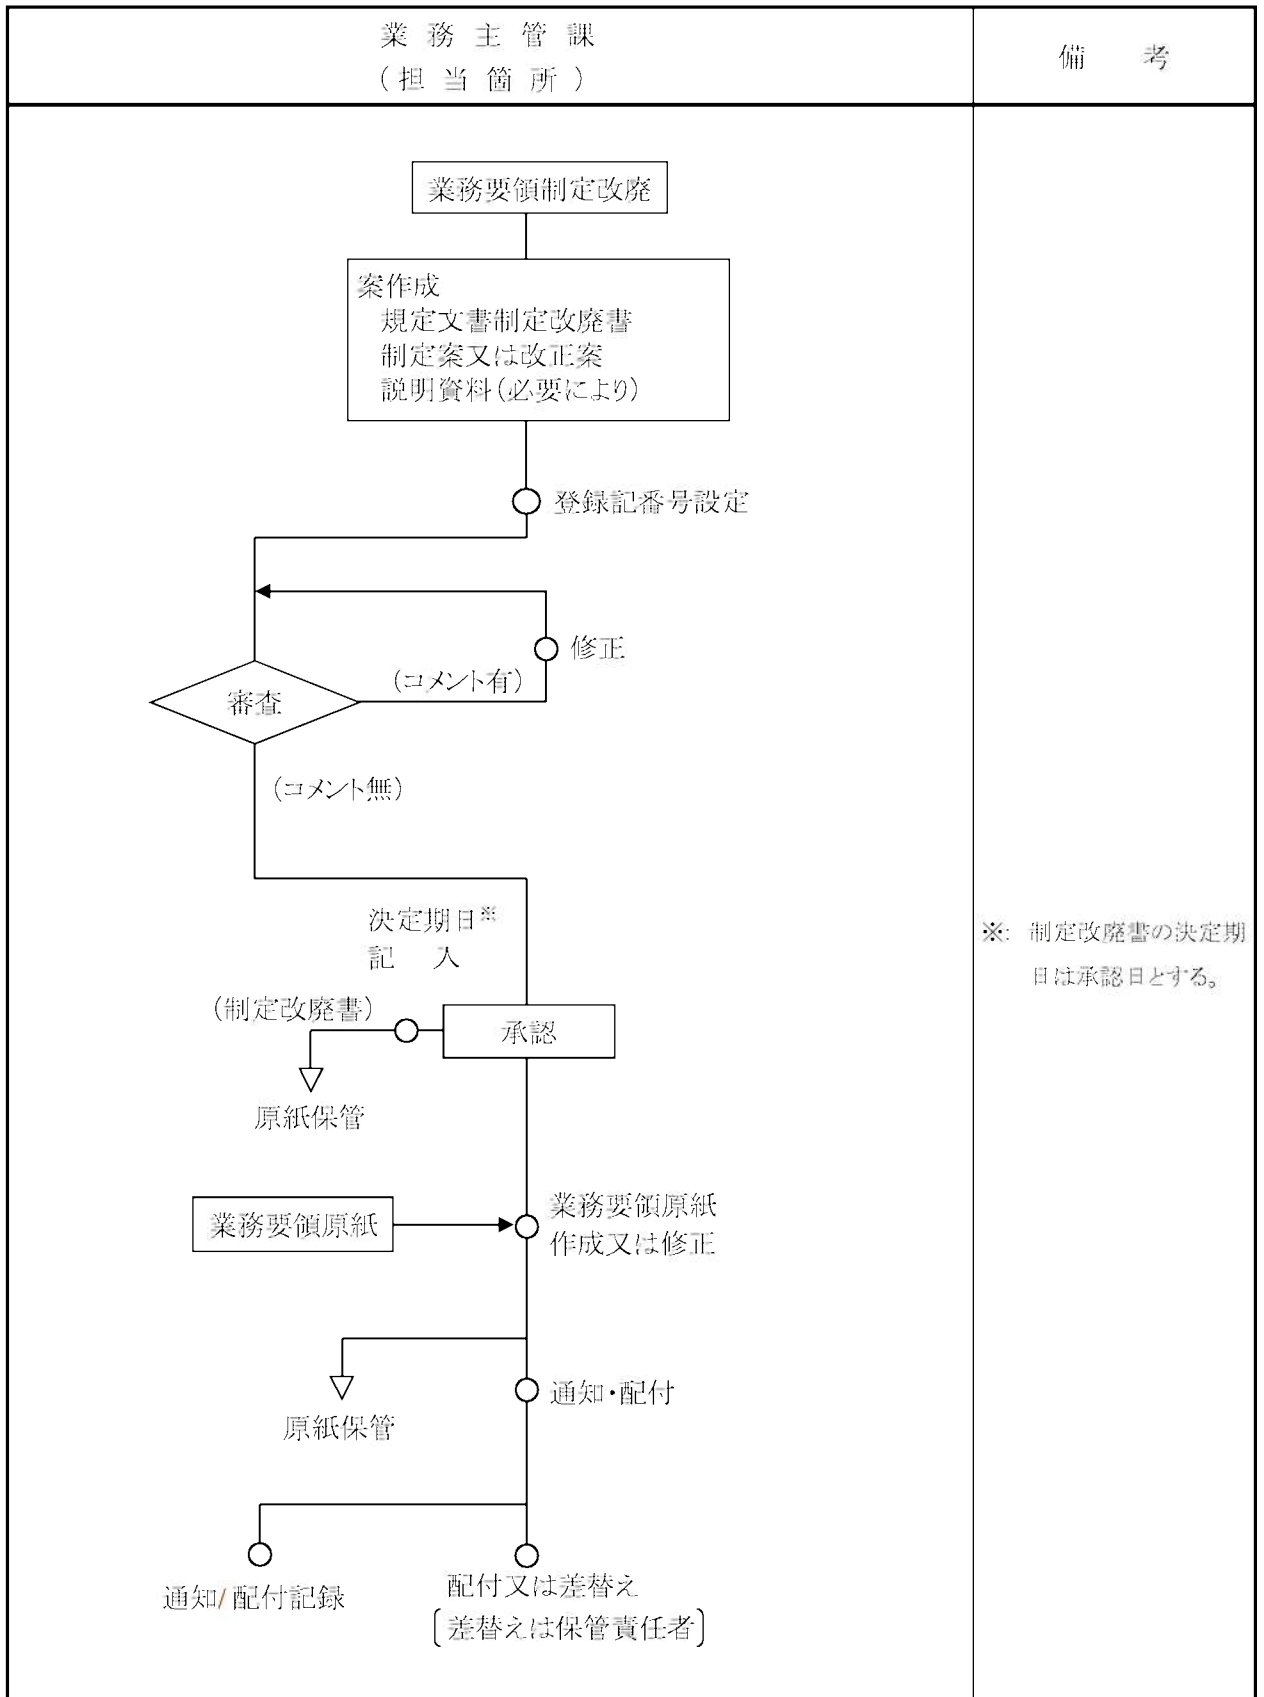 業務主管課
(担当箇所)
備　考
業務要領制定改廃
案作成
規定文書制定改廃書
制定案又は改正案
説明資料(必要により)
登録記番号設定
修正
(コメント有)
審査
(コメント無)
決定期日※
記　入
※:　制定改廃書の決定期
日は承認日とする。
(制定改廃書)
承認
原紙保管
業務要領原紙
業務要領原紙
作成又は修正
通知・配付
原紙保管
通知/配付記録
配付又は差替え
〔差替えは保管責任者〕